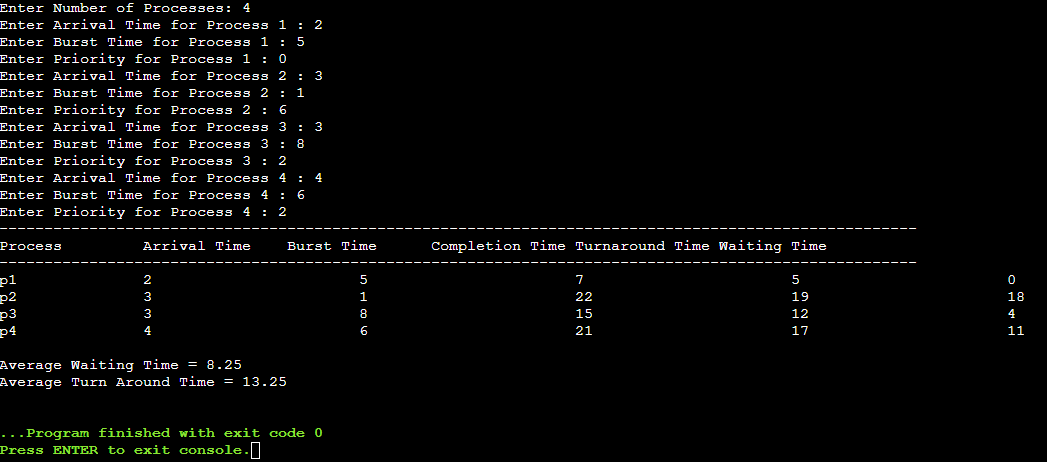 Enter Number of Processes: 4
Enter Arrival Time for Process 1 : 2
Enter Burst Time for Process 1 : 5
Enter Priority for Process 1 : 0
Enter Arrival Time for Process 2 : 3
Enter Burst Time for Process 2 : 1
Enter Priority for Process 2 : 6
Enter Arrival Time for Process 3 : 3
Enter Burst Time for Process 3 : 8
Enter Priority for Process 3 : 2
Enter Arrival Time for Process 4 : 4
Enter Burst Time for Process 4 : 6
Enter Priority for Process 4 : 2
------------------------------------------------------------------------------------------------------
Process Arrival Time Burst Time Completion Time Turnaround Time Waiting Time
------------------------------------------------------------------------------------------------------
p1 2 5 7 5 0
p2 3 1 22 19 18
p3 3 8 15 12 4
p4 4 6 21 17 11
Average Waiting Time = 8.25
Average Turn Around Time = 13.25
...Program finished with exit code 0
Press ENTER to exit console.